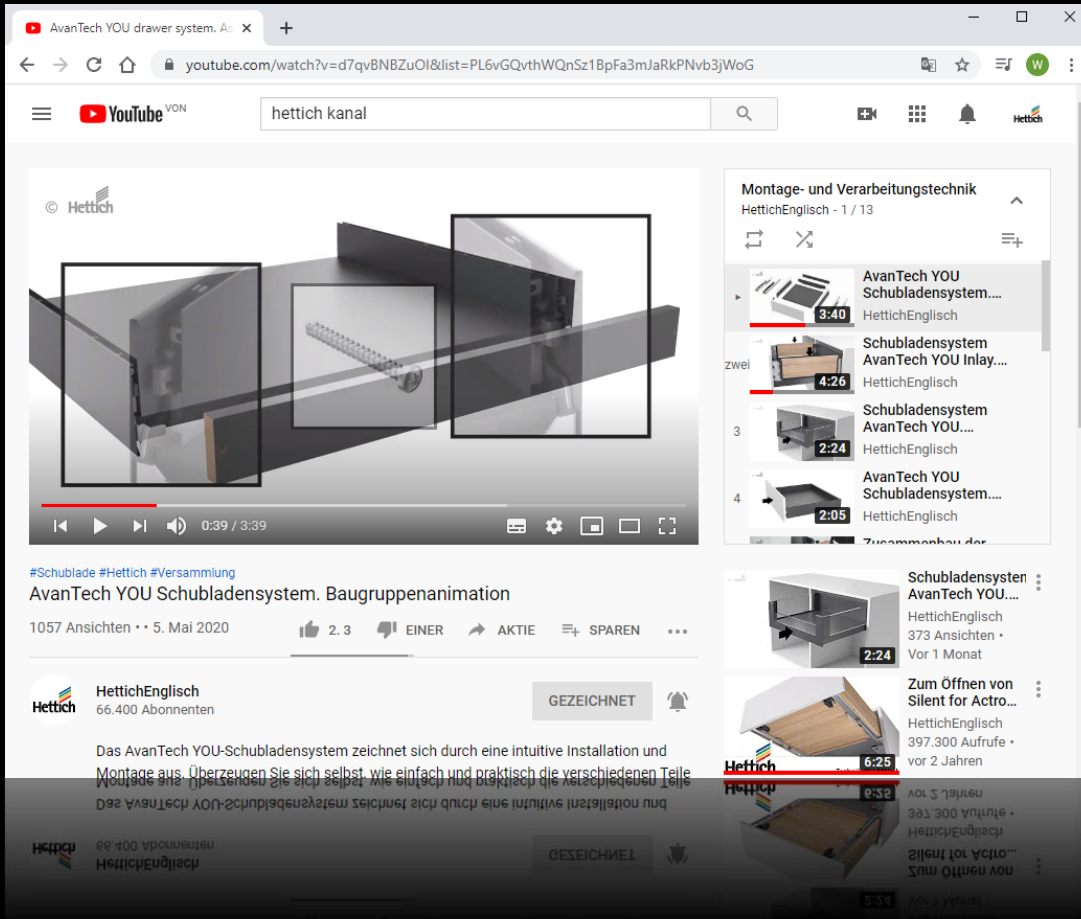 AvanTech YOU drawer system. As
youtube.com/watch?v=d7qvBNBZuOI&list=PL6vGQvthWQnSz1BpFa3mJaRkPNvb3jWoG
W
YouTube VON
hettich kanal
Hettich
© Hettich
0:39 / 3:39
#Schublade #Hettich #Versammlung
AvanTech YOU Schubladensystem. Baugruppenanimation
1057 Ansichten • • 5. Mai 2020
2. 3
EINER
AKTIE
SPAREN
Hettich
HettichEnglisch
66.400 Abonnenten
GEZEICHNET
Das AvanTech YOU-Schubladensystem zeichnet sich durch eine intuitive Installation und
Montage aus. Überzeugen Sie sich selbst, wie einfach und praktisch die verschiedenen Teile
Montage- und Verarbeitungstechnik
HettichEnglisch - 1 / 13
3:40
AvanTech YOU
Schubladensystem....
HettichEnglisch
zwei
4:26
Schubladensystem
AvanTech YOU Inlay....
HettichEnglisch
3
2:24
Schubladensystem
AvanTech YOU....
HettichEnglisch
4
2:05
AvanTech YOU
Schubladensystem....
HettichEnglisch
Zusammenbau der
2:24
Schubladensysten
AvanTech YOU....
HettichEnglisch
373 Ansichten •
Vor 1 Monat
Hettich
6:25
Zum Öffnen von
Silent for Actro...
HettichEnglisch
397.300 Aufrufe •
vor 2 Jahren